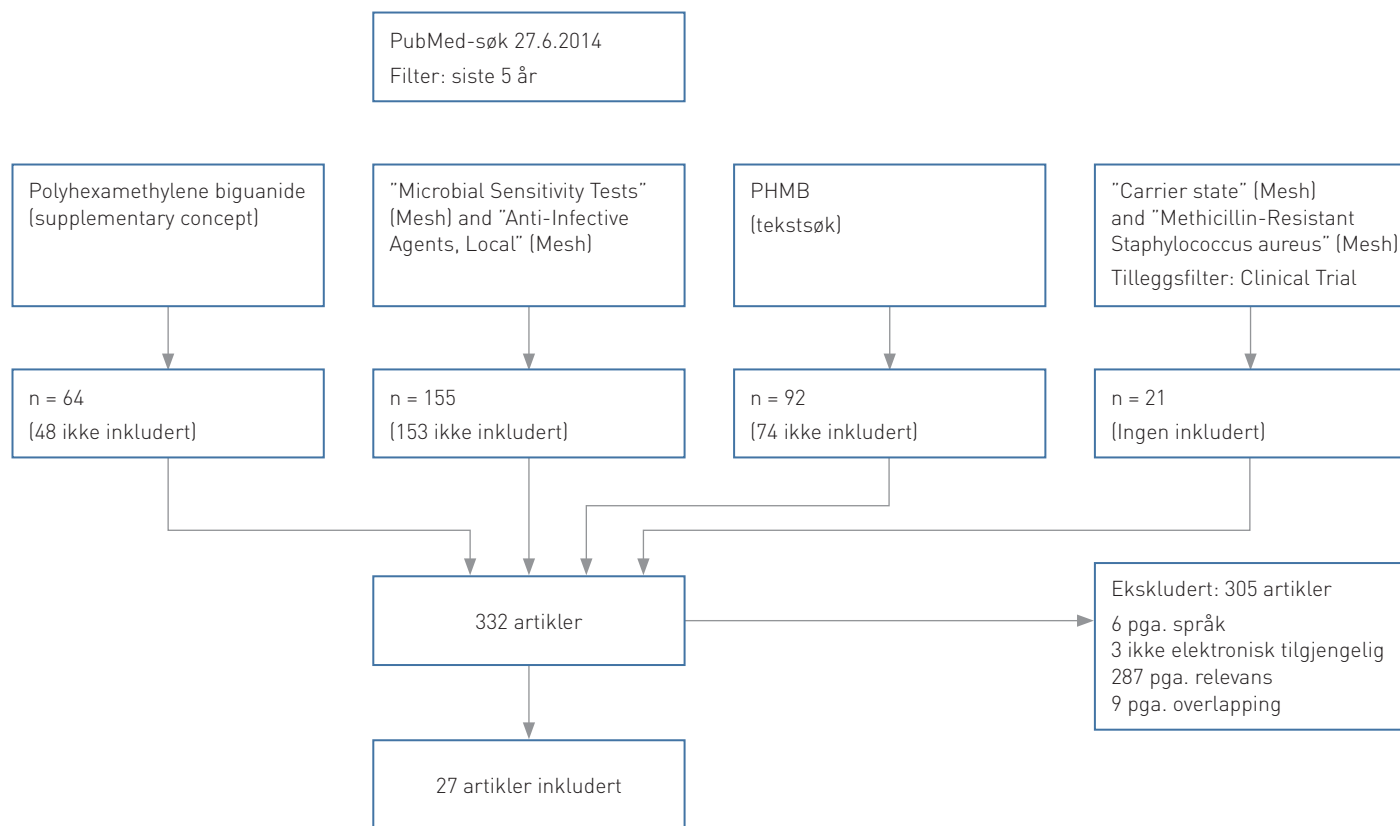 PubMed-søk 27.6.2014
Filter: siste 5 år
Polyhexamethylene biguanide
(supplementary concept)
”Microbial Sensitivity Tests”
(Mesh) and ”Anti-Infective
Agents, Local” (Mesh)
PHMB
(tekstsøk)
”Carrier state” (Mesh)
and ”Methicillin-Resistant
Staphylococcus aureus” (Mesh)
Tilleggsfilter: Clinical Trial
n = 64
(48 ikke inkludert)
n = 155
(153 ikke inkludert)
n = 92
(74 ikke inkludert)
n = 21
(Ingen inkludert)
332 artikler
Ekskludert: 305 artikler
6 pga. språk
3 ikke elektronisk tilgjengelig
287 pga. relevans
9 pga. overlapping
27 artikler inkludert